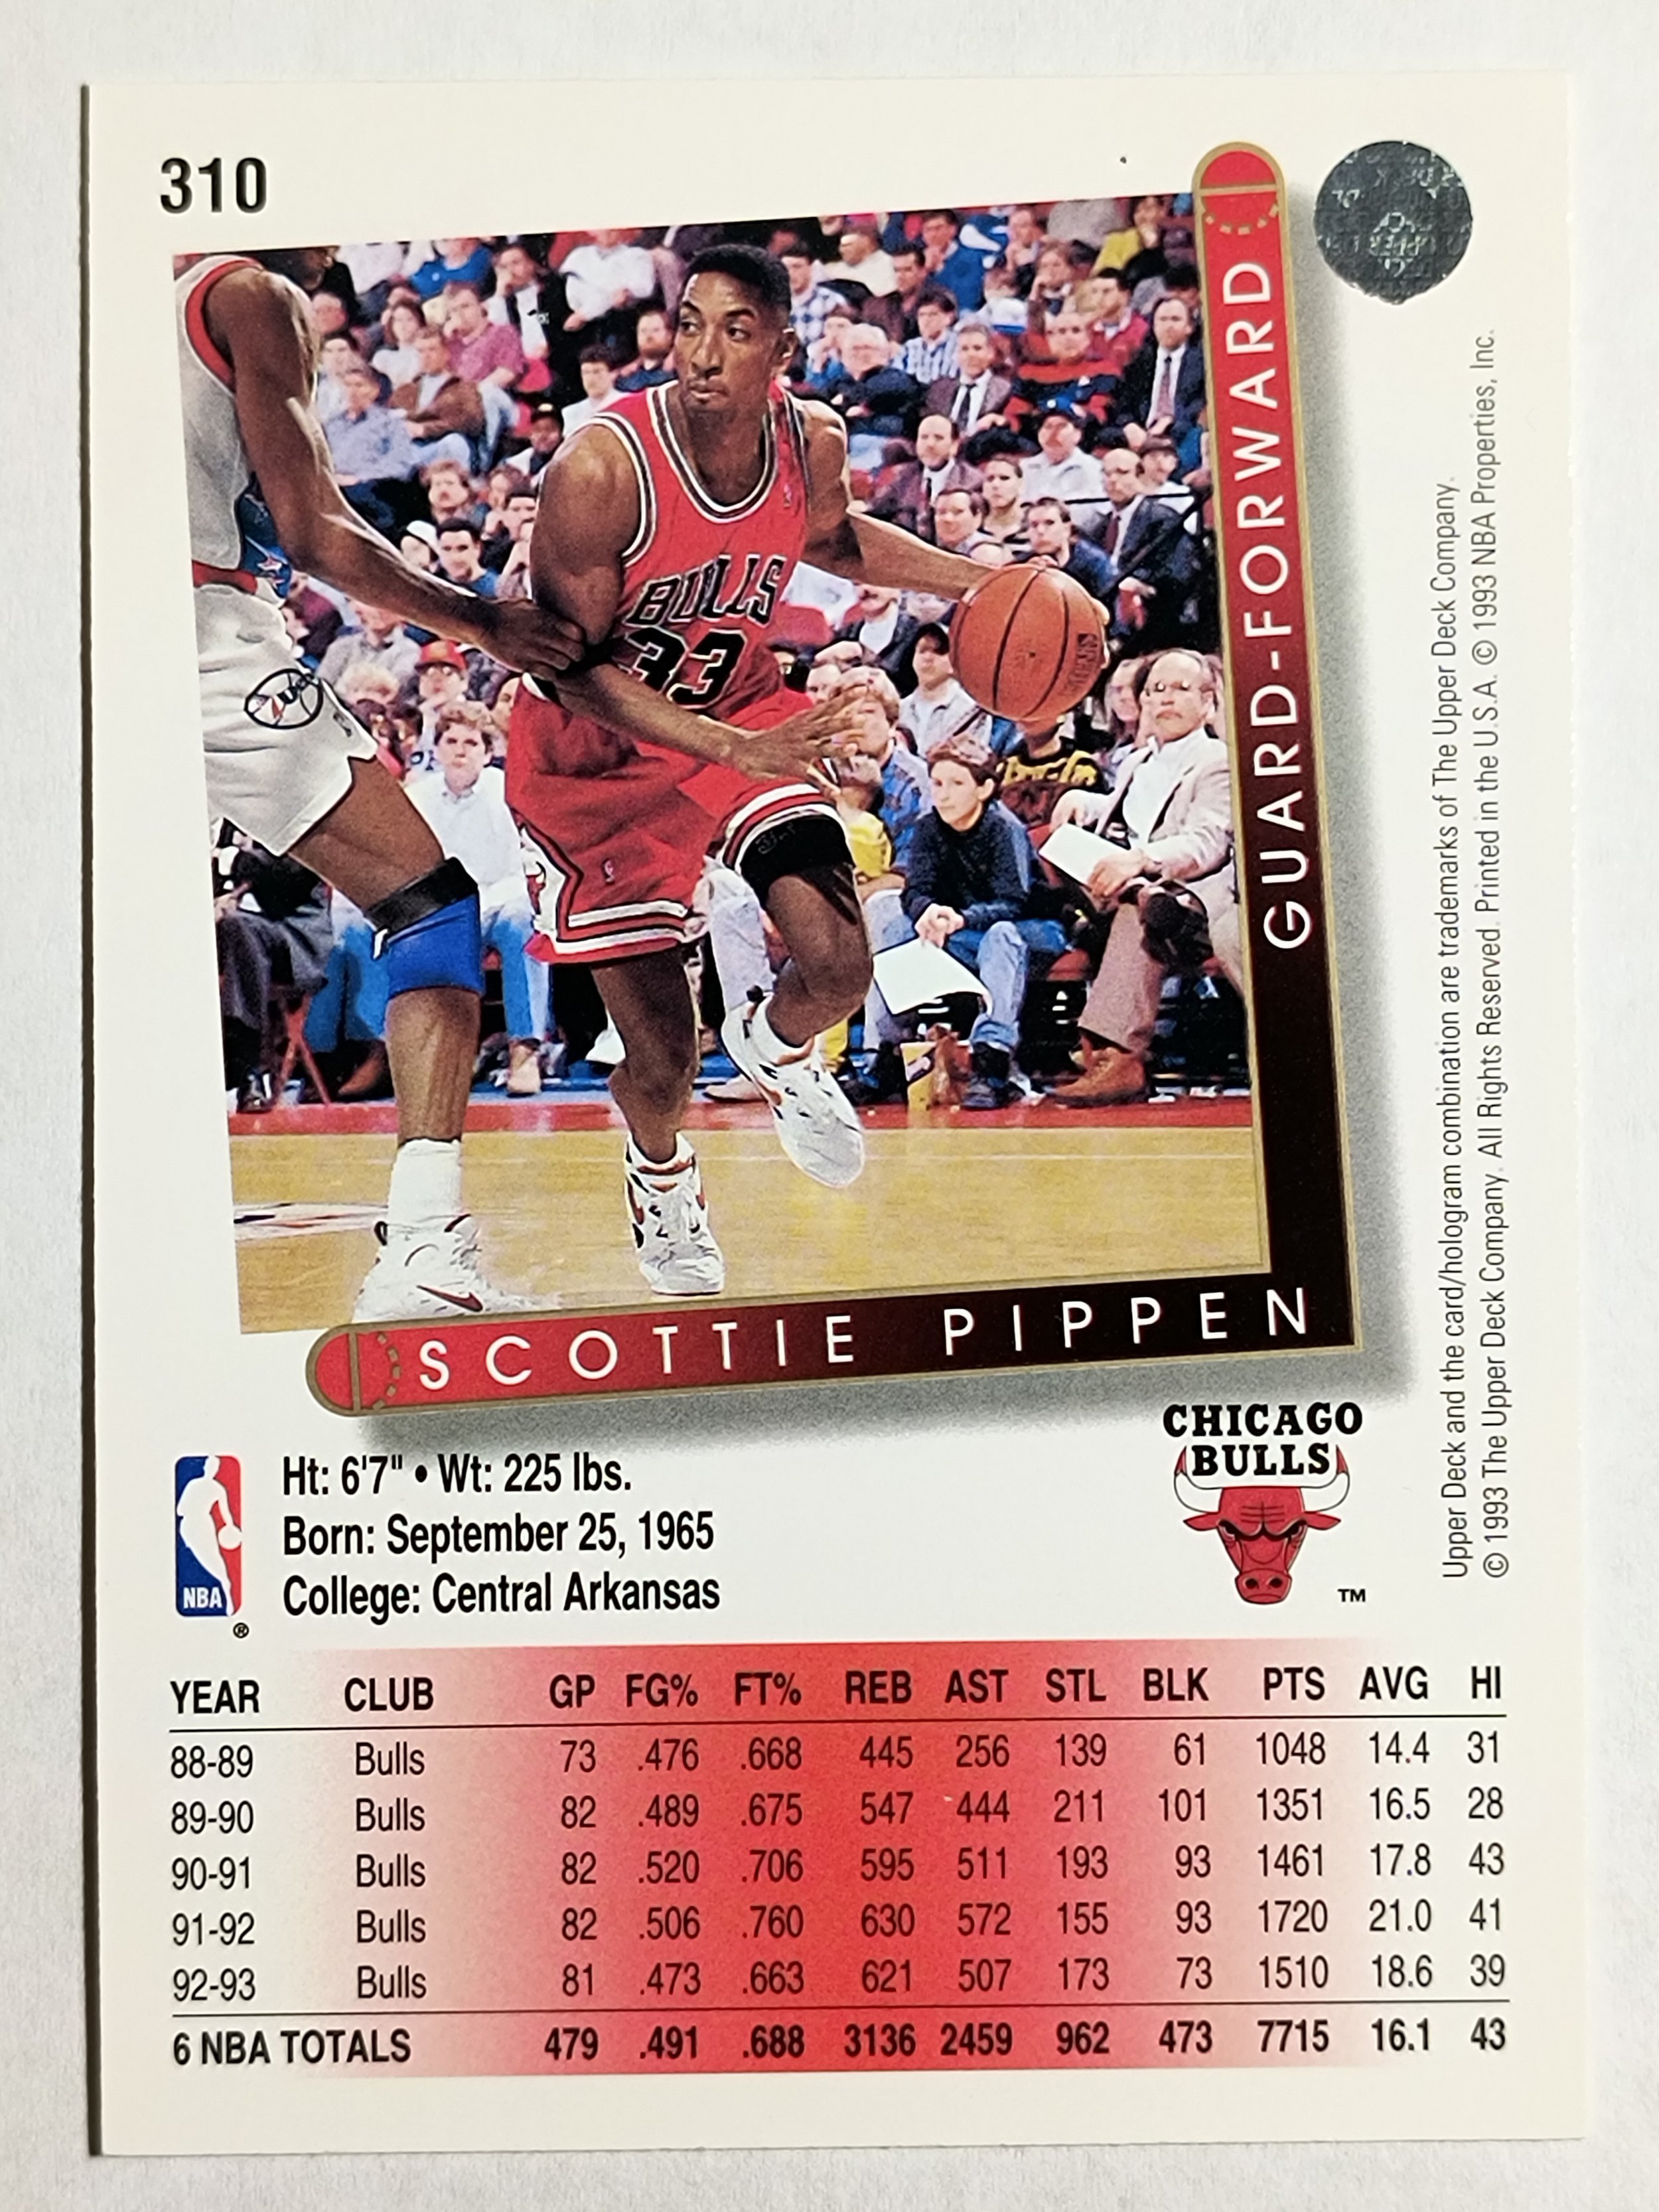 310
GUARD-FORWARD
BULLS
33
SCOTTIE PIPPEN
CHICAGO
BULLS
TM
NBA
®
Ht: 6'7" • Wt: 225 lbs.
Born: September 25, 1965
College: Central Arkansas
Upper Deck and the card/hologram combination are trademarks of The Upper Deck Company.
© 1993 The Upper Deck Company. All Rights Reserved. Printed in the U.S.A. © 1993 NBA Properties, Inc.
YEAR CLUB GP FG% FT% REB AST STL BLK PTS AVG HI
88-89 Bulls 73 .476 .668 445 256 139 61 1048 14.4 31
89-90 Bulls 82 .489 .675 547 444 211 101 1351 16.5 28
90-91 Bulls 82 .520 .706 595 511 193 93 1461 17.8 43
91-92 Bulls 82 .506 .760 630 572 155 93 1720 21.0 41
92-93 Bulls 81 .473 .663 621 507 173 73 1510 18.6 39
6 NBA TOTALS 479 .491 .688 3136 2459 962 473 7715 16.1 43